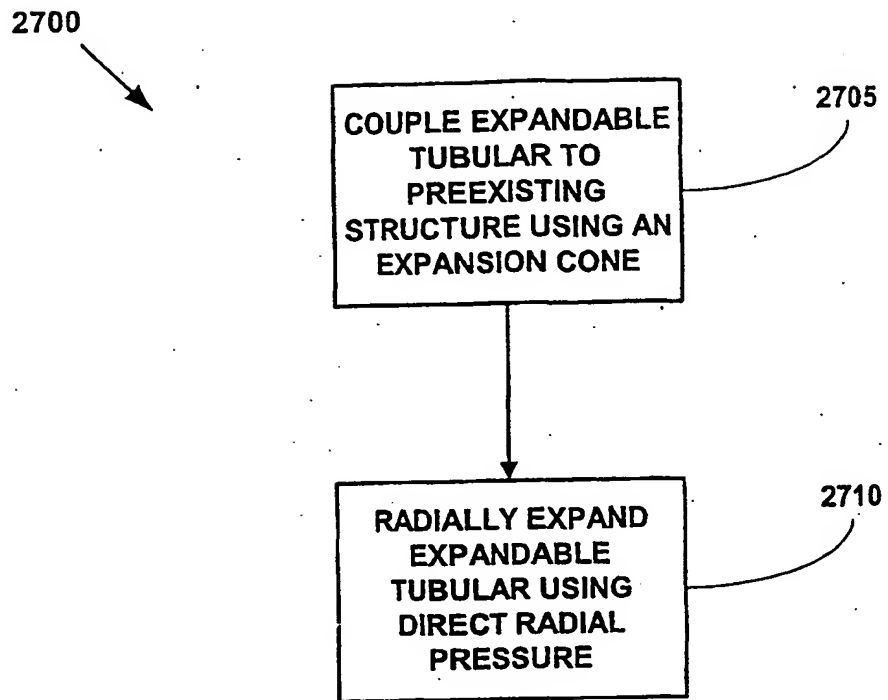 2700
2705
COUPLE EXPANDABLE
TUBULAR TO
PREEXISTING
STRUCTURE USING AN
EXPANSION CONE
2710
RADIALLY EXPAND
EXPANDABLE
TUBULAR USING
DIRECT RADIAL
PRESSURE